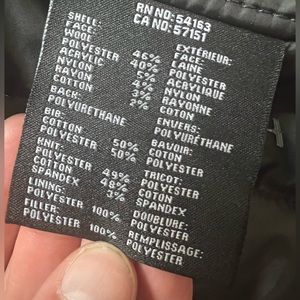 RN NO:54163
CA NO:57151
SHELL:
FACE:
WOOL 46%
POLYESTER 40%
ACRYLIC 5%
NYLON 4%
RAYON 3%
COTTON 2%
BACK:
POLYURETHANE
BIB:
COTTON 50%
POLYESTER 50%
KNIT:
POLYESTER 49%
COTTON 48%
SPANDEX 3%
LINING:
POLYESTER 100%
FILLER:
POLYESTER 100%
EXTÉRIEUR:
FACE:
LAINE
POLYESTER
ACRYLIQUE
NYLON
RAYONNE
COTON
ENVERS:
POLYURÉTHANE
BAVOIR:
COTON
POLYESTER
TRICOT:
POLYESTER
COTON
SPANDEX
DOUBLURE:
POLYESTER
REMPLISSAGE:
POLYESTER